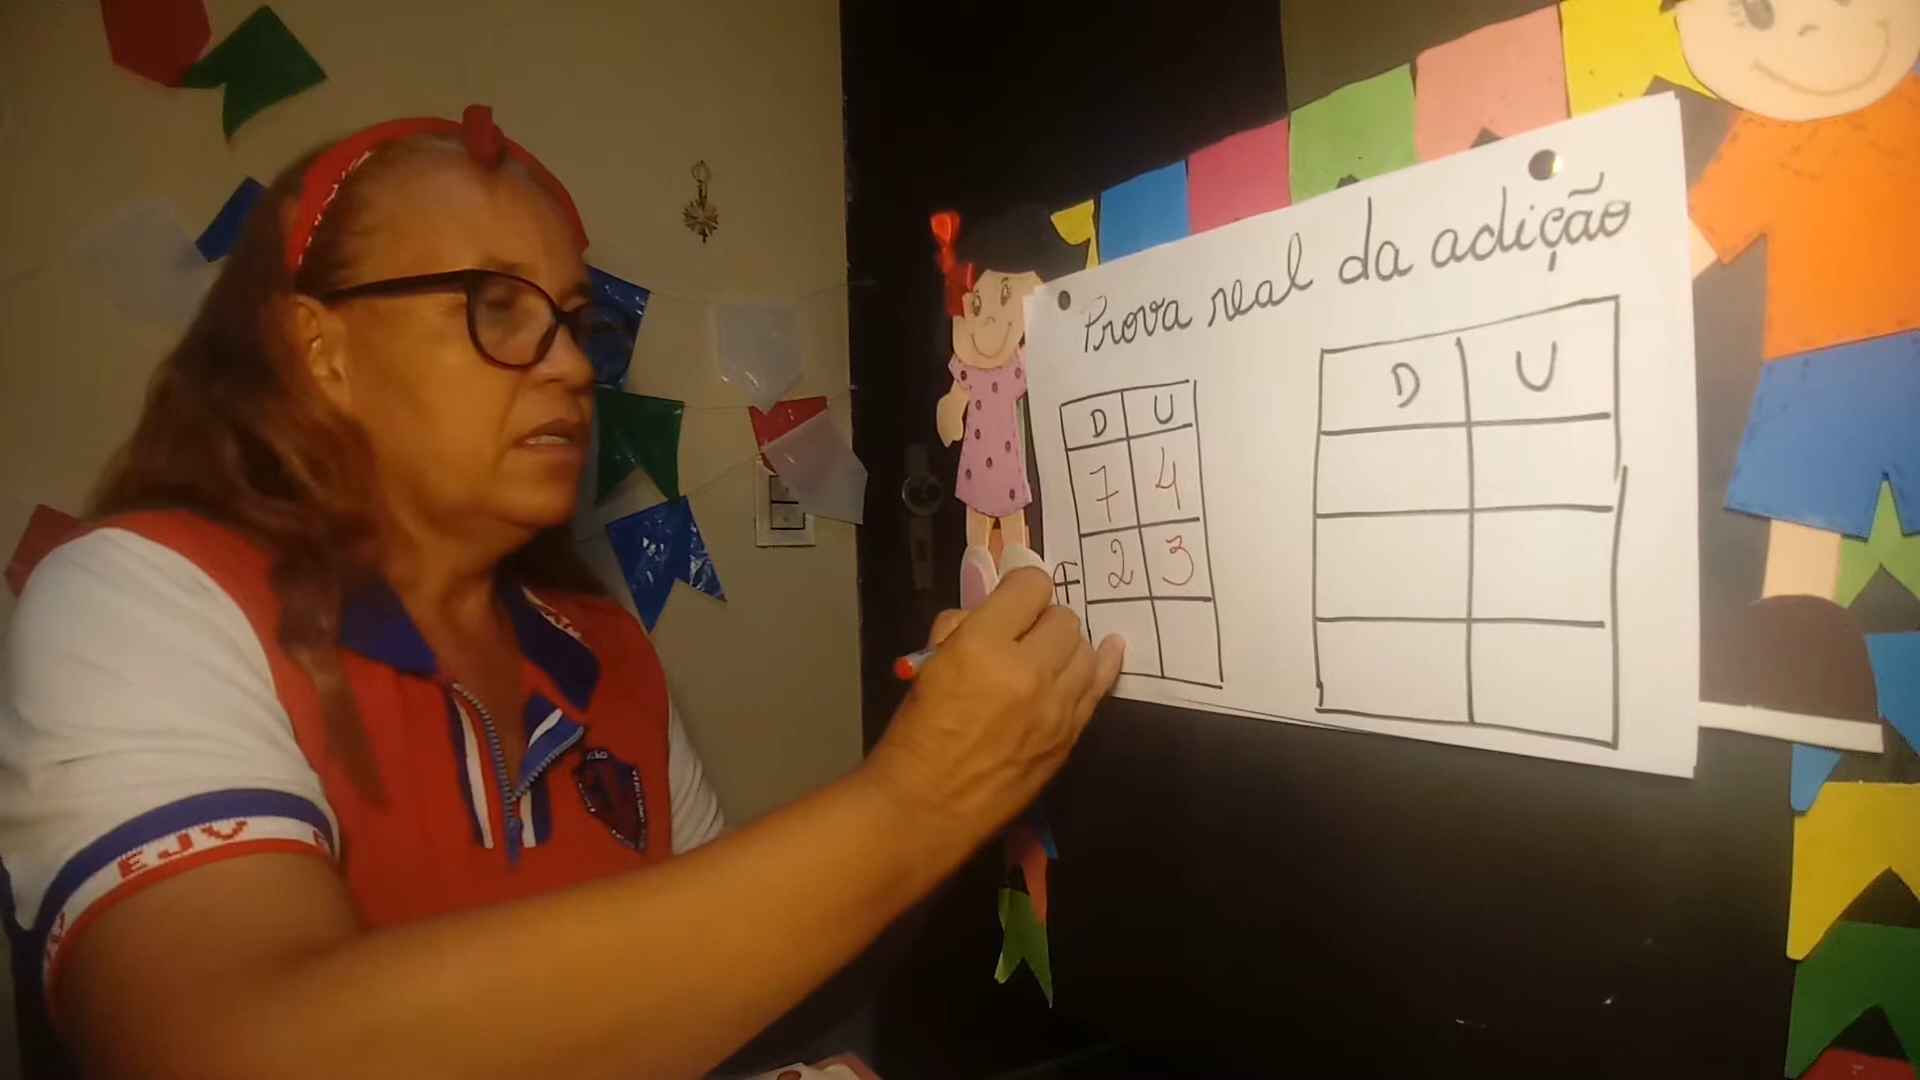 Prova real da adição
D U
7 4
+ 2 3
D U
EJV